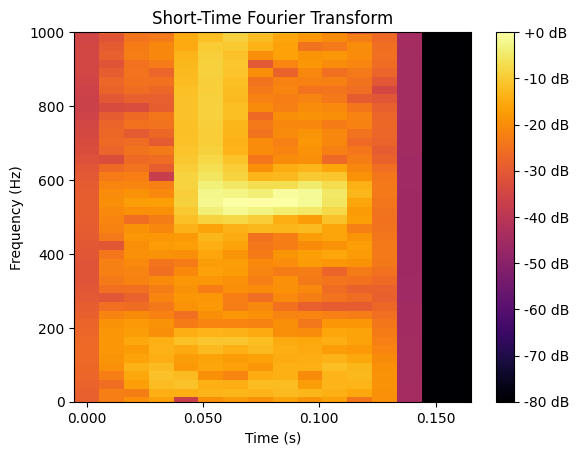 Short-Time Fourier Transform
1000
800
600
400
200
0
Frequency (Hz)
0.000
0.050
0.100
0.150
Time (s)
+0 dB
-10 dB
-20 dB
-30 dB
-40 dB
-50 dB
-60 dB
-70 dB
-80 dB